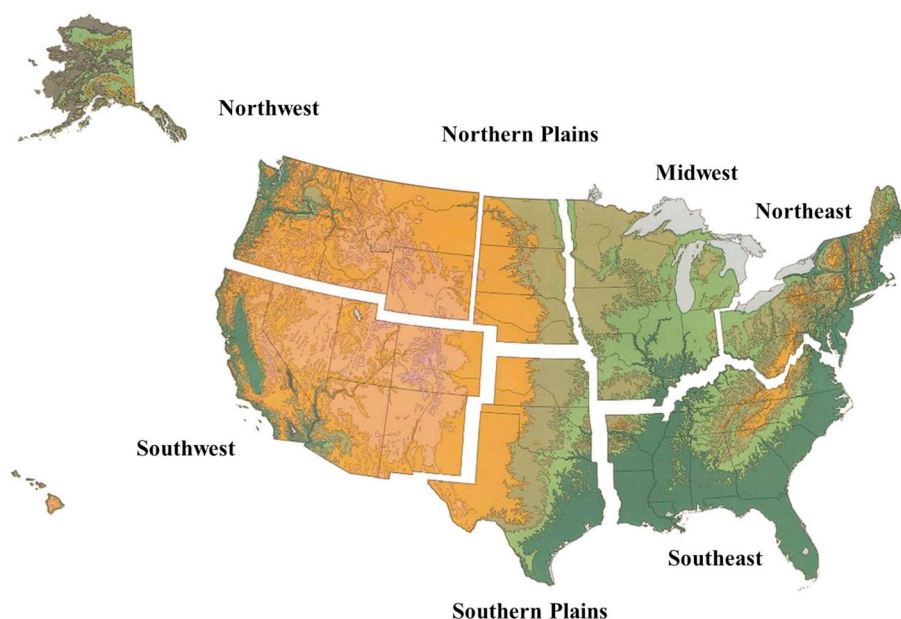 Northwest
Northern Plains
Midwest
Northeast
Southwest
Southeast
Southern Plains